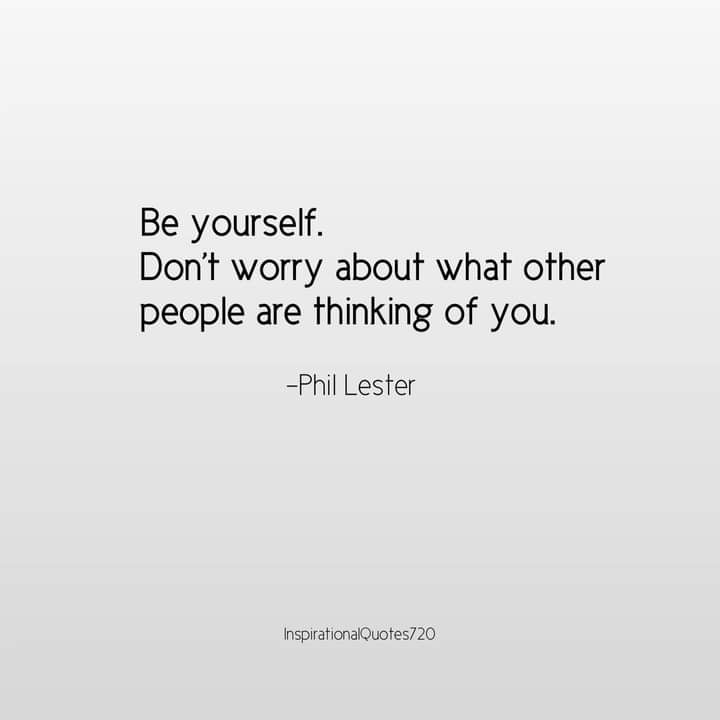 Be yourself.
Don't worry about what other
people are thinking of you.
-Phil Lester
InspirationalQuotes720